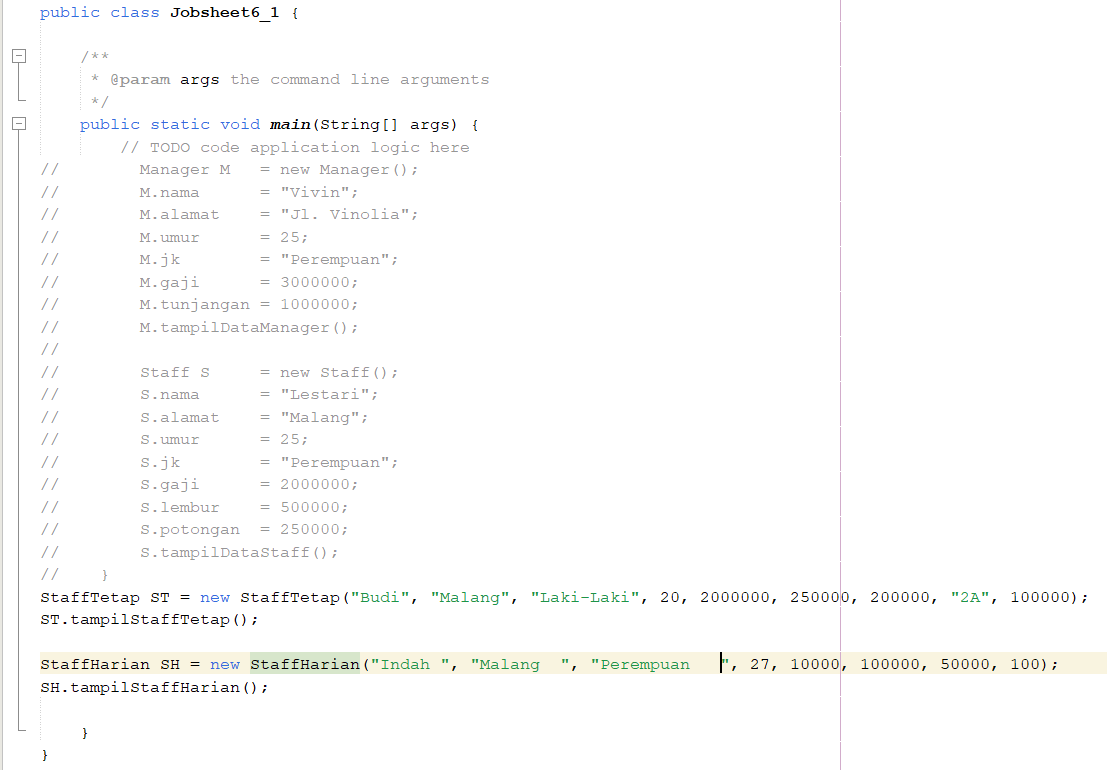 public class Jobsheet6_1 {

    /**
     * @param args the command line arguments
     */
    public static void main(String[] args) {
        // TODO code application logic here
//        Manager M   = new Manager();
//        M.nama      = "Vivin";
//        M.alamat    = "Jl. Vinolia";
//        M.umur      = 25;
//        M.jk        = "Perempuan";
//        M.gaji      = 3000000;
//        M.tunjangan = 1000000;
//        M.tampilDataManager();
//
//        Staff S     = new Staff();
//        S.nama      = "Lestari";
//        S.alamat    = "Malang";
//        S.umur      = 25;
//        S.jk        = "Perempuan";
//        S.gaji      = 2000000;
//        S.lembur    = 500000;
//        S.potongan  = 250000;
//        S.tampilDataStaff();
//    }
StaffTetap ST = new StaffTetap("Budi", "Malang", "Laki-Laki", 20, 2000000, 250000, 200000, "2A", 100000);
ST.tampilStaffTetap();

StaffHarian SH = new StaffHarian("Indah ", "Malang  ", "Perempuan   ", 27, 10000, 100000, 50000, 100);
SH.tampilStaffHarian();

    }
}